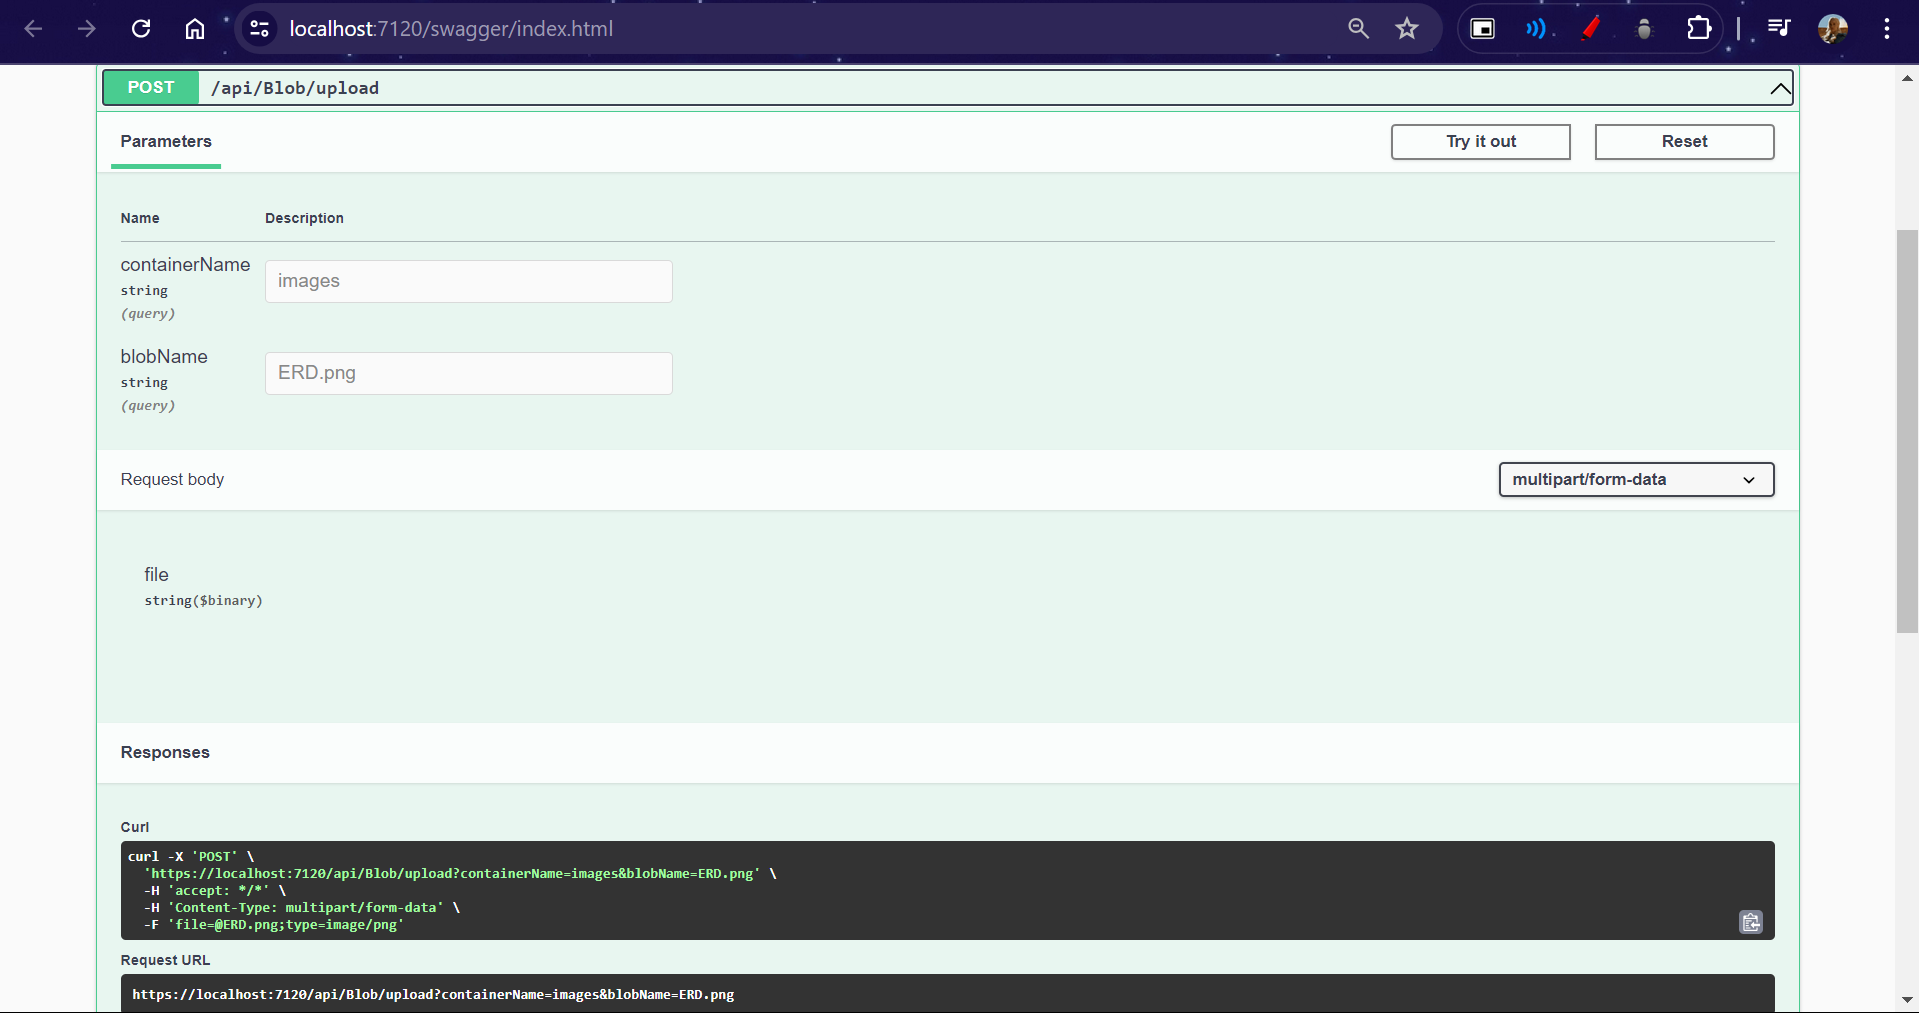 localhost:7120/swagger/index.html
POST /api/Blob/upload
Parameters
Try it out
Reset
Name Description
containerName
string
(query)
images
blobName
string
(query)
ERD.png
Request body
multipart/form-data
file
string($binary)
Responses
Curl
curl -X 'POST' \
'https://localhost:7120/api/Blob/upload?containerName=images&blobName=ERD.png' \
-H 'accept: */*' \
-H 'Content-Type: multipart/form-data' \
-F 'file=@ERD.png;type=image/png'
Request URL
https://localhost:7120/api/Blob/upload?containerName=images&blobName=ERD.png